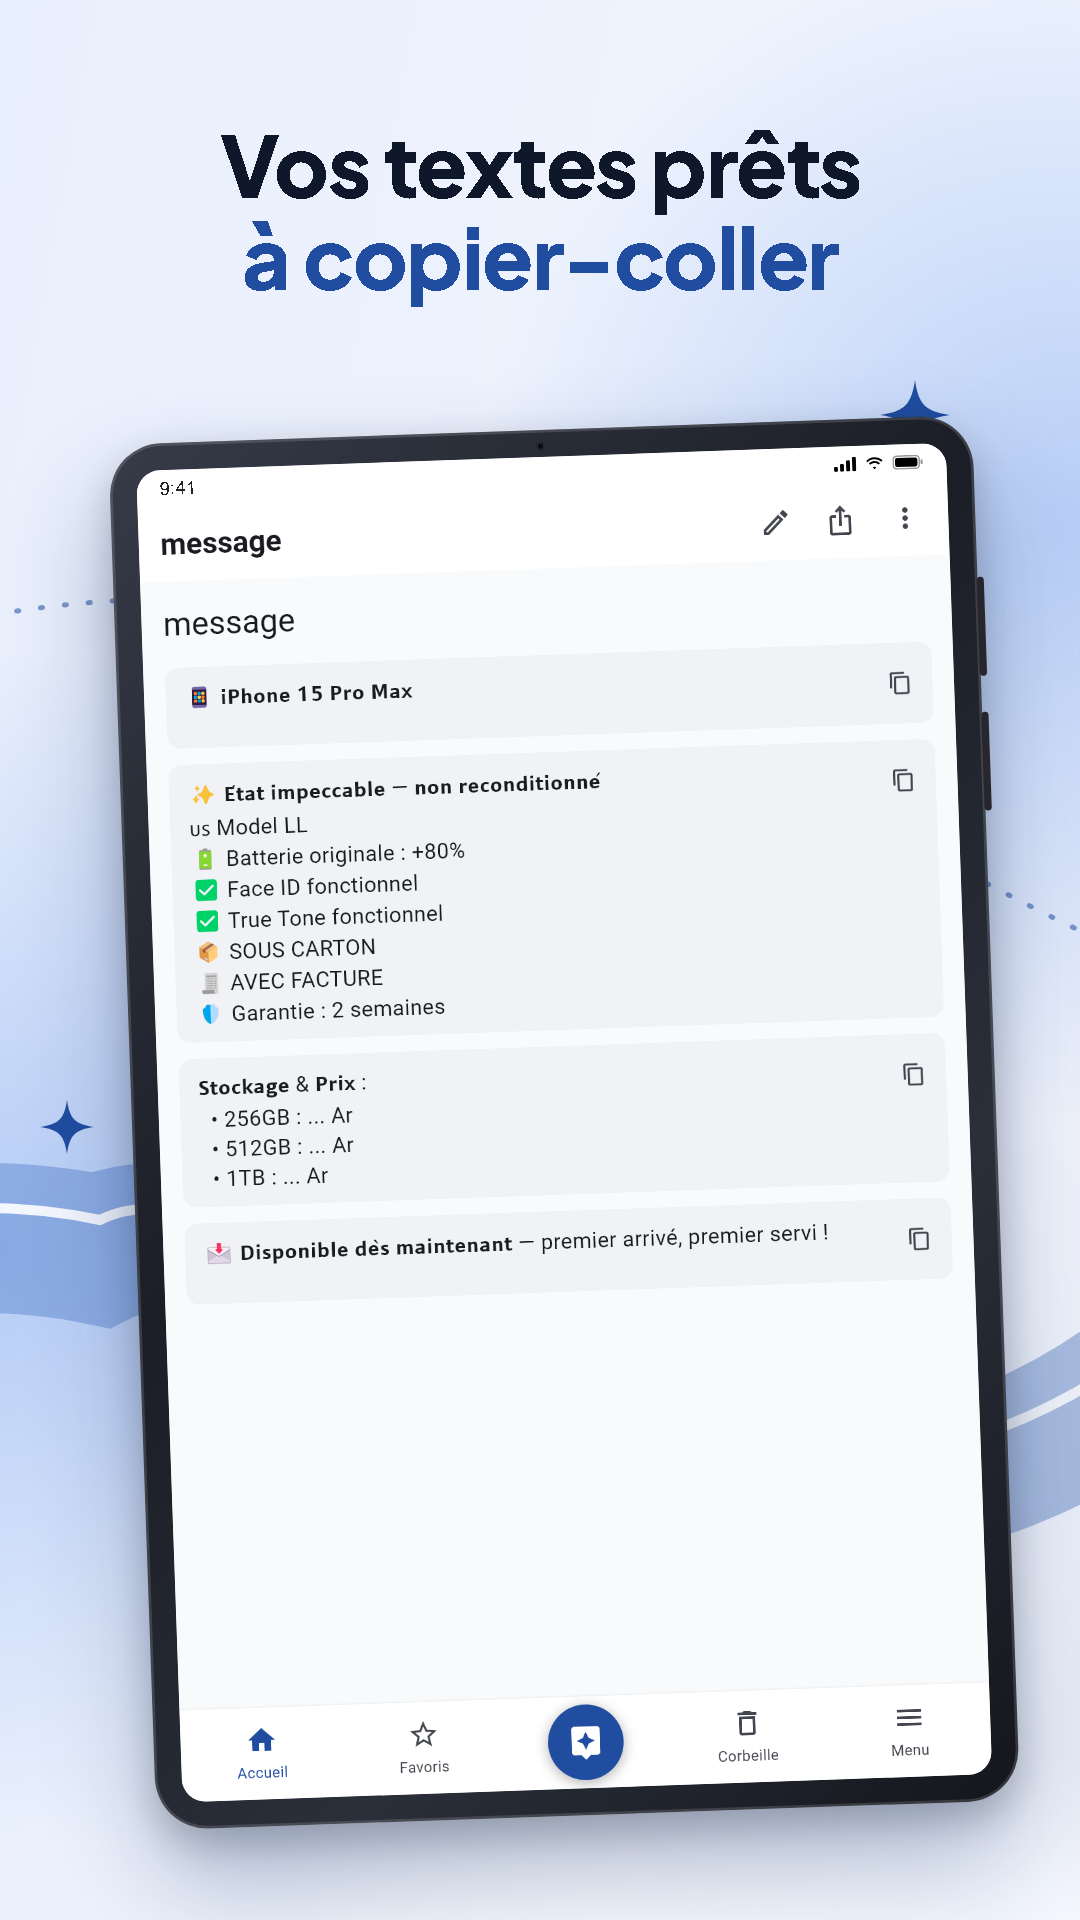 Vos textes prêts
à copier-coller
9:41
message
message
📱 iPhone 15 Pro Max
✨ État impeccable — non reconditionné
US Model LL
🔋 Batterie originale : +80%
✅ Face ID fonctionnel
✅ True Tone fonctionnel
📦 SOUS CARTON
🧾 AVEC FACTURE
🛡️ Garantie : 2 semaines
Stockage & Prix :
• 256GB : ... Ar
• 512GB : ... Ar
• 1TB : ... Ar
📩 Disponible dès maintenant — premier arrivé, premier servi !
Accueil
Favoris
Corbeille
Menu